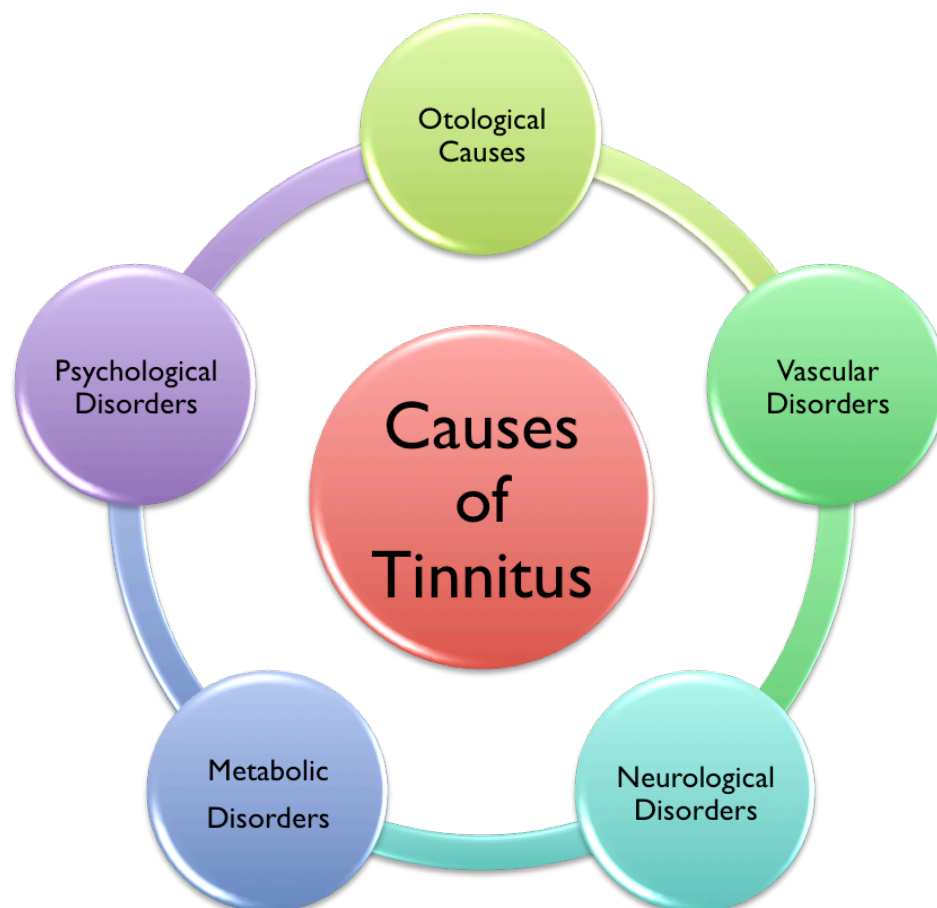 Otological
Causes
Vascular
Disorders
Neurological
Disorders
Metabolic
Disorders
Psychological
Disorders
Causes
of
Tinnitus